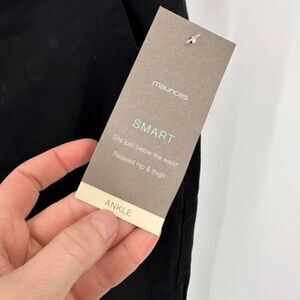 maurices
SMART
Sits just below the waist
Relaxed hip & thigh
ANKLE